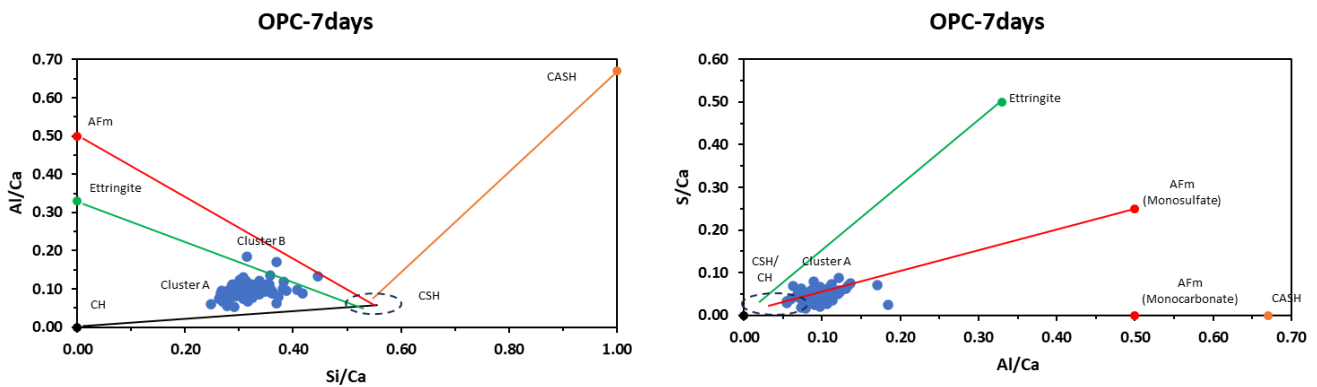 OPC-7days
0.70
0.60
0.50
0.40
0.30
0.20
0.10
0.00
Al/Ca
AFm
Ettringite
Cluster B
Cluster A
CH
CSH
CASH
0.00 0.20 0.40 0.60 0.80 1.00
Si/Ca
OPC-7days
0.60
0.50
0.40
0.30
0.20
0.10
0.00
S/Ca
Ettringite
AFm
(Monosulfate)
CSH/
CH
Cluster A
AFm
(Monocarbonate)
CASH
0.00 0.10 0.20 0.30 0.40 0.50 0.60 0.70
Al/Ca